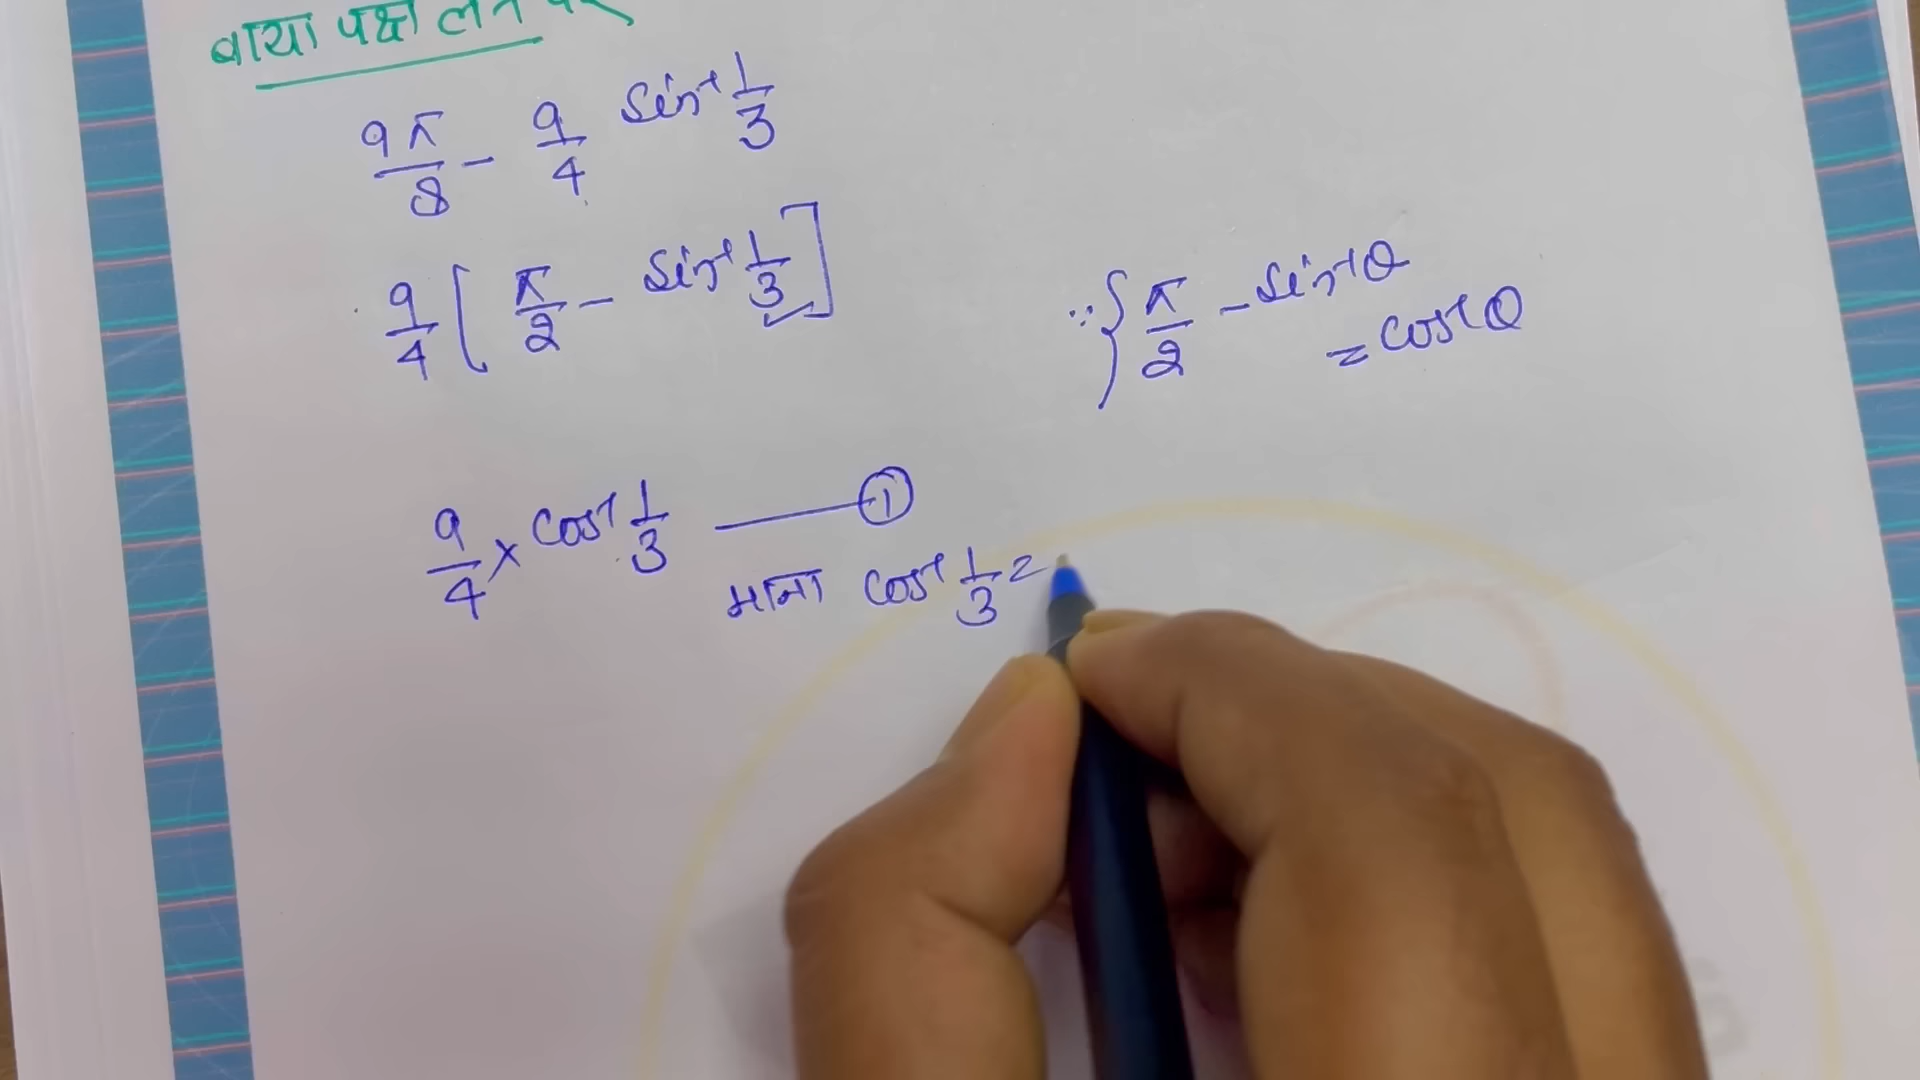 बायां पक्ष लेने पर
9π/8 - 9/4 sin⁻¹ 1/3
9/4 [ π/2 - sin⁻¹ 1/3 ]
∵ { π/2 - sin⁻¹θ
= cos⁻¹θ
9/4 × cos⁻¹ 1/3 —— ①
माना cos⁻¹ 1/3 =